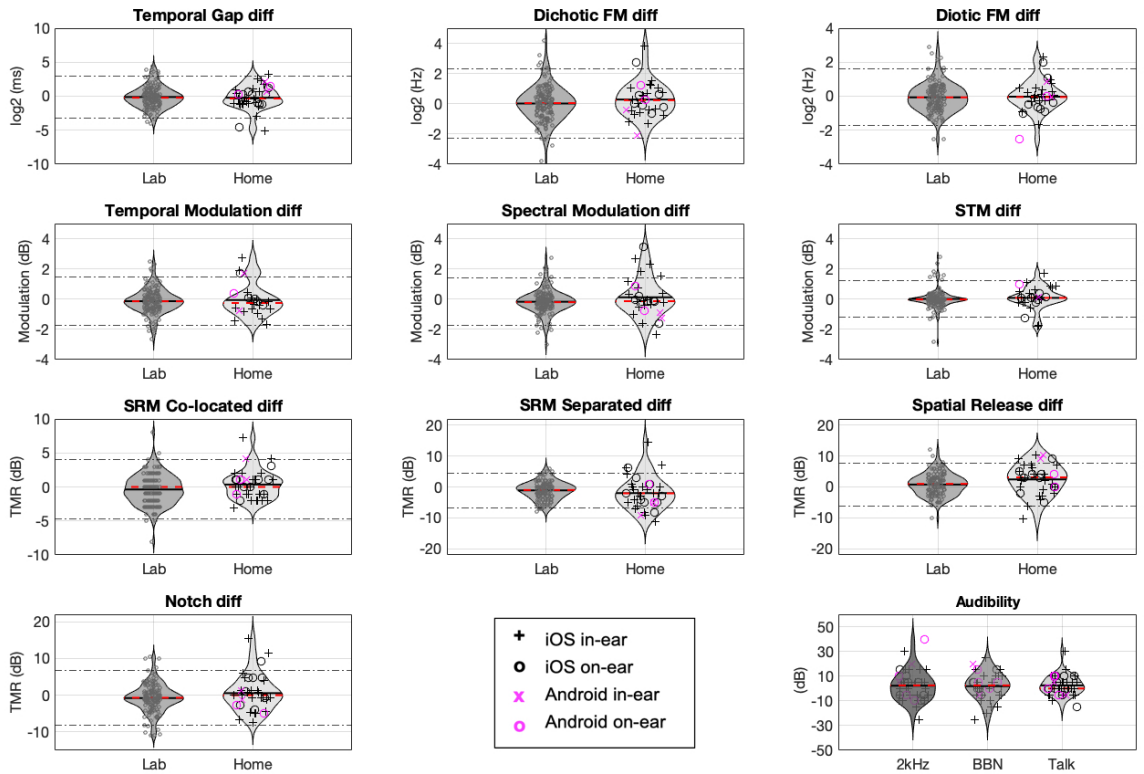 Temporal Gap diff
Dichotic FM diff
Diotic FM diff
log2 (ms)
10
5
0
-5
-10
Lab
Home
log2 (Hz)
4
2
0
-2
-4
Lab
Home
log2 (Hz)
4
2
0
-2
-4
Lab
Home
Temporal Modulation diff
Spectral Modulation diff
STM diff
Modulation (dB)
4
2
0
-2
-4
Lab
Home
Modulation (dB)
4
2
0
-2
-4
Lab
Home
Modulation (dB)
4
2
0
-2
-4
Lab
Home
SRM Co-located diff
SRM Separated diff
Spatial Release diff
TMR (dB)
10
5
0
-5
-10
Lab
Home
TMR (dB)
20
10
0
-10
-20
Lab
Home
TMR (dB)
20
10
0
-10
-20
Lab
Home
Notch diff
Audibility
TMR (dB)
20
10
0
-10
Lab
Home
iOS in-ear
iOS on-ear
Android in-ear
Android on-ear
(dB)
50
30
10
-10
-30
-50
2kHz
BBN
Talk